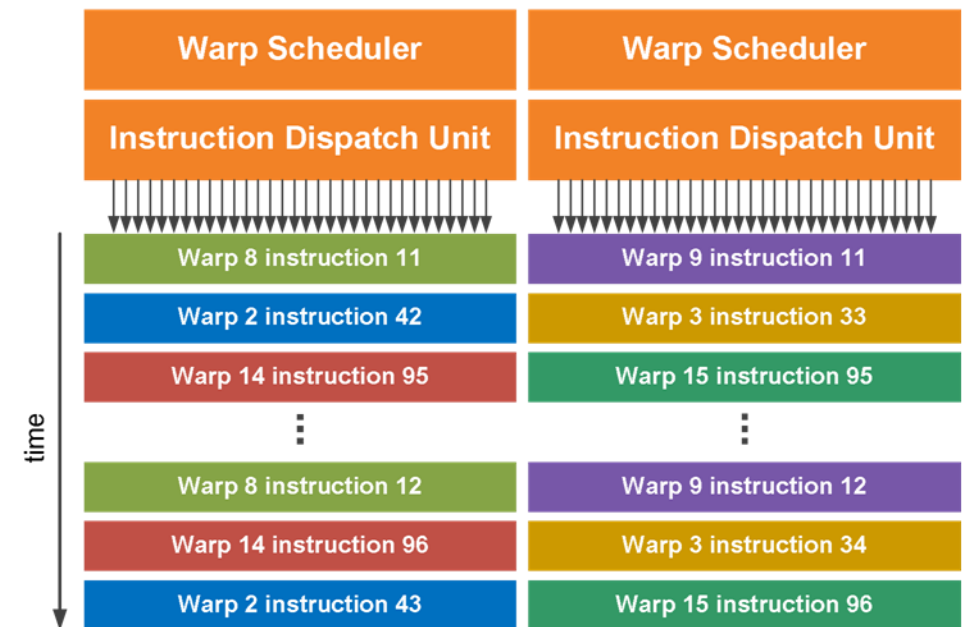 Warp Scheduler
Warp Scheduler
Instruction Dispatch Unit
Instruction Dispatch Unit
Warp 8 instruction 11
Warp 9 instruction 11
Warp 2 instruction 42
Warp 3 instruction 33
Warp 14 instruction 95
Warp 15 instruction 95
time
Warp 8 instruction 12
Warp 9 instruction 12
Warp 14 instruction 96
Warp 3 instruction 34
Warp 2 instruction 43
Warp 15 instruction 96